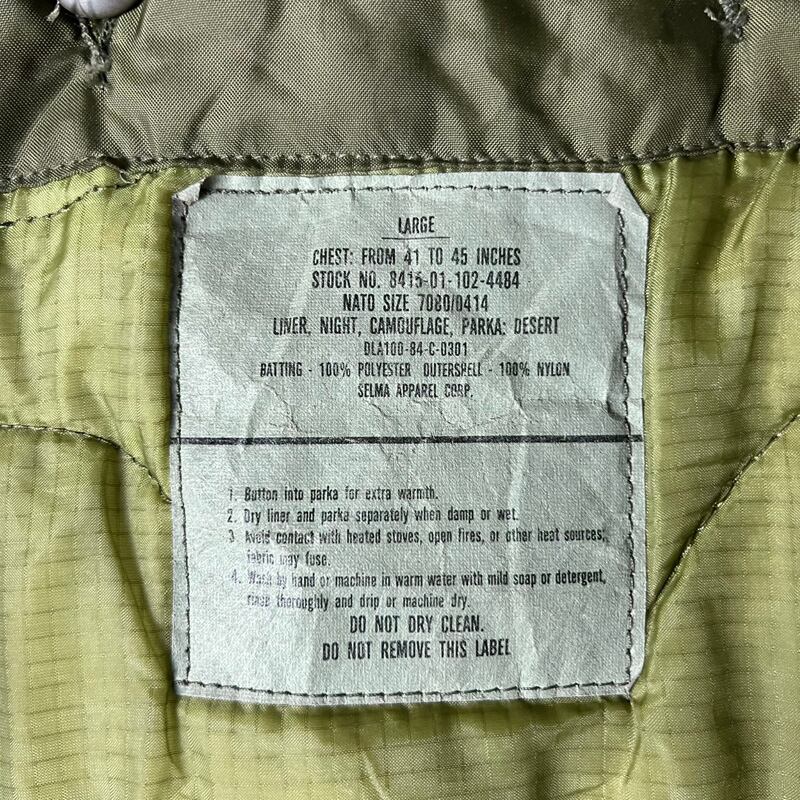 LARGE
CHEST: FROM 41 TO 45 INCHES
STOCK NO. 8415-01-102-4484
NATO SIZE 7080/0414
LINER, NIGHT, CAMOUFLAGE, PARKA: DESERT
DLA100-84-C-0301
BATTING - 100% POLYESTER OUTERSHELL - 100% NYLON
SELMA APPAREL CORP.
1. Button into parka for extra warmth.
2. Dry liner and parka separately when damp or wet.
3. Avoid contact with heated stoves, open fires, or other heat sources;
fabric may fuse.
4. Wash by hand or machine in warm water with mild soap or detergent,
rinse thoroughly and drip or machine dry.
DO NOT DRY CLEAN.
DO NOT REMOVE THIS LABEL